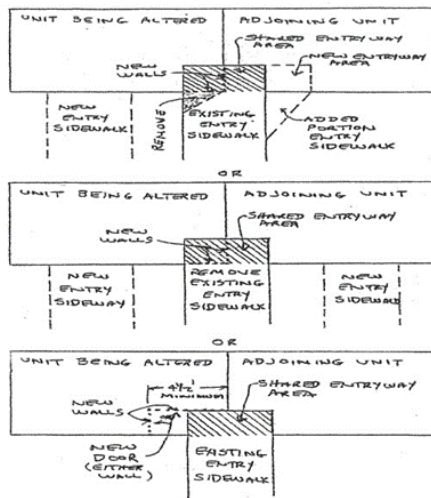 UNIT BEING ALTERED
ADJOINING UNIT
NEW
WALLS
SHARED ENTRYWAY
AREA
NEW ENTRYWAY
AREA
NEW
ENTRY
SIDEWALK
REMOVE
EXISTING
ENTRY
SIDEWALK
ADDED
PORTION
ENTRY
SIDEWALK
OR
UNIT BEING ALTERED
ADJOINING UNIT
NEW
WALLS
SHARED ENTRYWAY
AREA
NEW
ENTRY
SIDEWAY
REMOVE
EXISTING
ENTRY
SIDEWALK
NEW
ENTRY
SIDEWALK
OR
UNIT BEING ALTERED
ADJOINING UNIT
4½'
MINIMUM
NEW
WALLS
SHARED ENTRYWAY
AREA
NEW
DOOR
(EITHER
WALL)
EXISTING
ENTRY
SIDEWALK